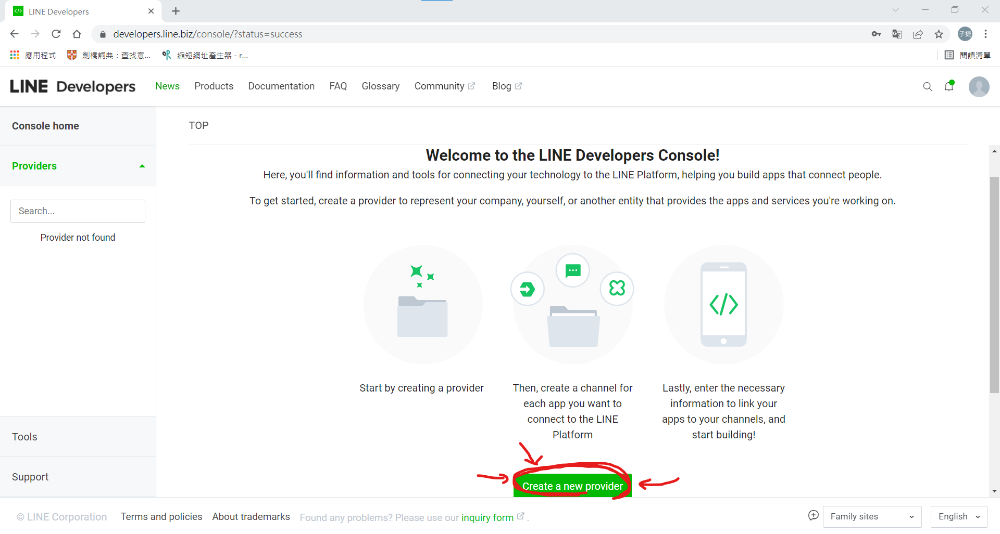 LINE Developers
developers.line.biz/console/?status=success
子捷
應用程式
劍橋詞典：查找意...
縮短網址產生器 - r...
閱讀清單
LINE Developers
News
Products
Documentation
FAQ
Glossary
Community
Blog
Console home
Providers
Search...
Provider not found
Tools
Support
TOP
Welcome to the LINE Developers Console!
Here, you'll find information and tools for connecting your technology to the LINE Platform, helping you build apps that connect people.
To get started, create a provider to represent your company, yourself, or another entity that provides the apps and services you're working on.
Start by creating a provider
Then, create a channel for
each app you want to
connect to the LINE
Platform
Lastly, enter the necessary
information to link your
apps to your channels, and
start building!
Create a new provider
© LINE Corporation
Terms and policies
About trademarks
Found any problems? Please use our inquiry form .
Family sites
English